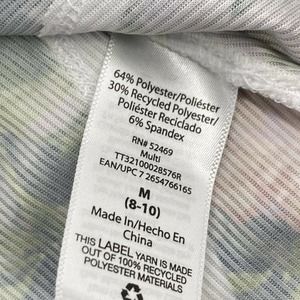 64% Polyester/Poliéster
30% Recycled Polyester/
Poliéster Reciclado
6% Spandex
RN# 52469
Multi
TT32100028576R
EAN/UPC 7 2654766165
M
(8-10)
Made In/Hecho En
China
THIS LABEL YARN IS MADE
OUT OF 100% RECYCLED
POLYESTER MATERIALS